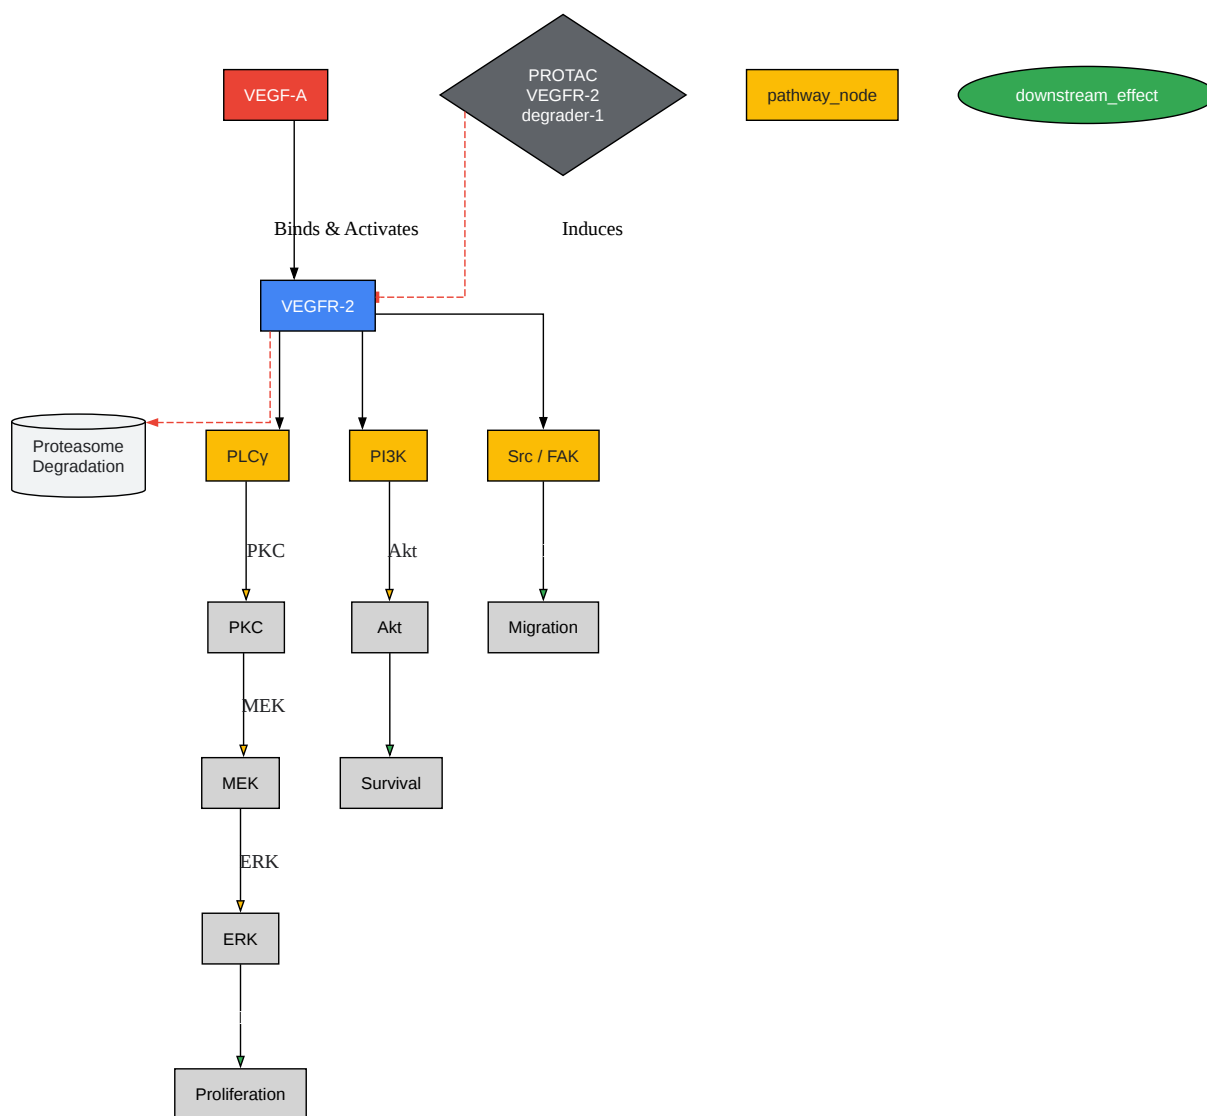 VEGF-A
PROTAC
VEGFR-2
degrader-1
pathway_node
downstream_effect
Binds & Activates
Induces
VEGFR-2
Proteasome
Degradation
PLCγ
PI3K
Src / FAK
PKC
Akt
PKC
Akt
Migration
MEK
MEK
Survival
ERK
ERK
Proliferation